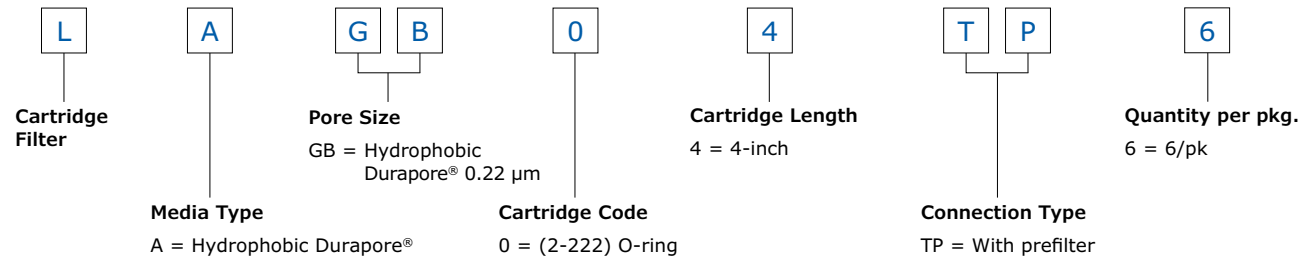 L A G B 0 4 T P 6
Cartridge
Filter
Pore Size
GB = Hydrophobic
Durapore® 0.22 µm
Cartridge Length
4 = 4-inch
Quantity per pkg.
6 = 6/pk
Media Type
A = Hydrophobic Durapore®
Cartridge Code
0 = (2-222) O-ring
Connection Type
TP = With prefilter